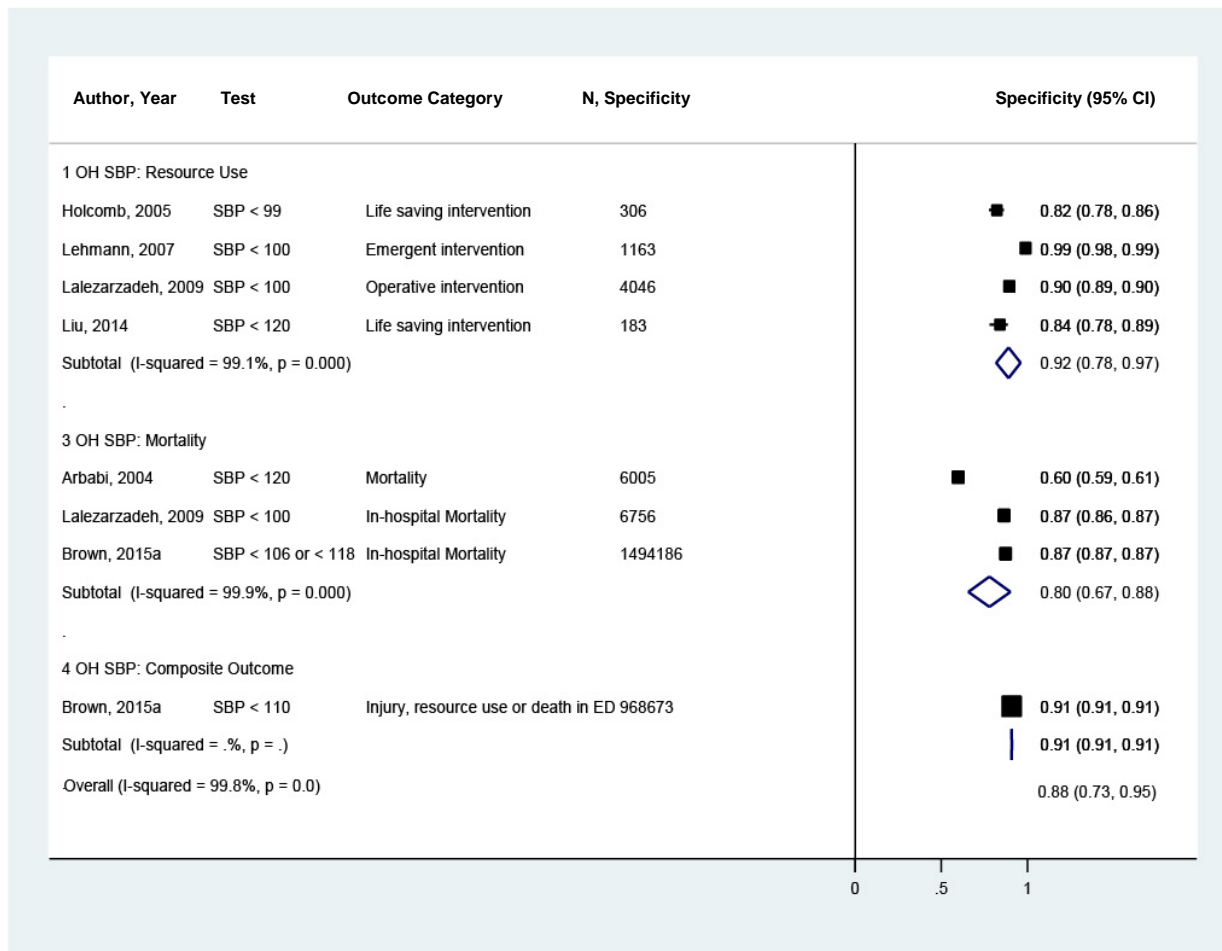 Author, Year Test Outcome Category N, Specificity Specificity (95% CI)
1 OH SBP: Resource Use
Holcomb, 2005 SBP < 99 Life saving intervention 306 0.82 (0.78, 0.86)
Lehmann, 2007 SBP < 100 Emergent intervention 1163 0.99 (0.98, 0.99)
Lalezarzadeh, 2009 SBP < 100 Operative intervention 4046 0.90 (0.89, 0.90)
Liu, 2014 SBP < 120 Life saving intervention 183 0.84 (0.78, 0.89)
Subtotal (I-squared = 99.1%, p = 0.000) 0.92 (0.78, 0.97)
.
3 OH SBP: Mortality
Arbabi, 2004 SBP < 120 Mortality 6005 0.60 (0.59, 0.61)
Lalezarzadeh, 2009 SBP < 100 In-hospital Mortality 6756 0.87 (0.86, 0.87)
Brown, 2015a SBP < 106 or < 118 In-hospital Mortality 1494186 0.87 (0.87, 0.87)
Subtotal (I-squared = 99.9%, p = 0.000) 0.80 (0.67, 0.88)
.
4 OH SBP: Composite Outcome
Brown, 2015a SBP < 110 Injury, resource use or death in ED 968673 0.91 (0.91, 0.91)
Subtotal (I-squared = .%, p = .) 0.91 (0.91, 0.91)
.Overall (I-squared = 99.8%, p = 0.0) 0.88 (0.73, 0.95)
0 .5 1